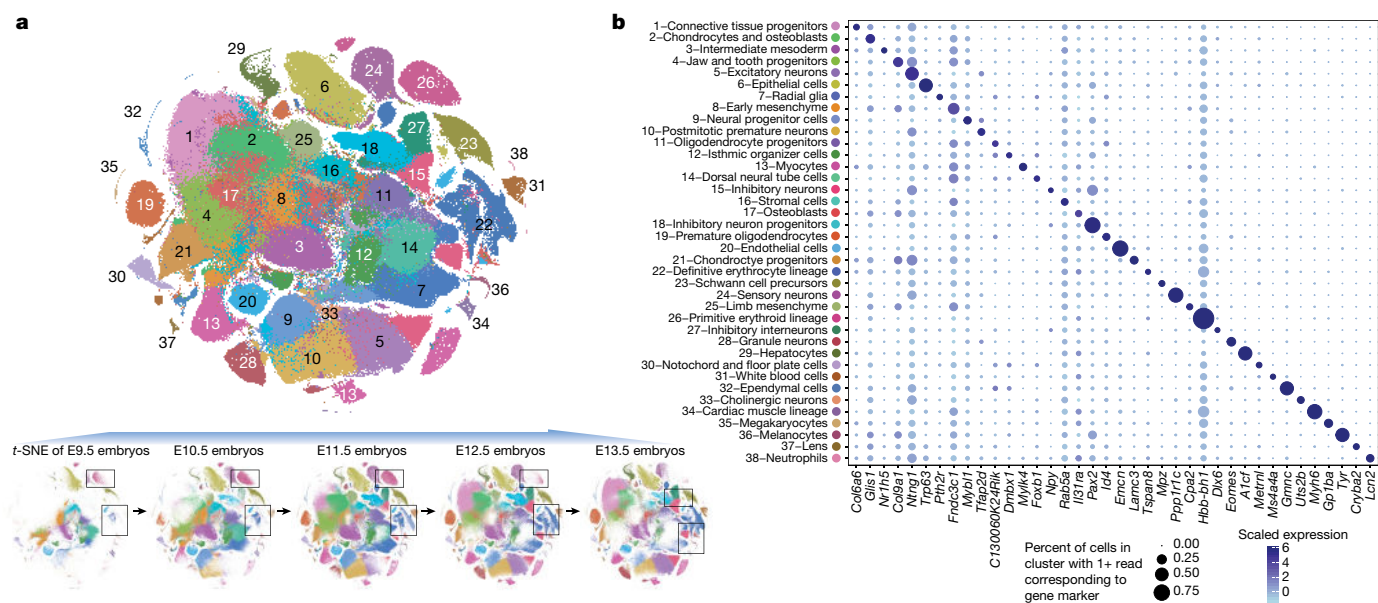 a
29
24
26
6
32
1
2
25
27
18
23
38
35
16
15
31
17
19
8
11
4
22
3
14
21
12
30
7
36
20
33
9
34
13
5
37
10
28
13
t-SNE of E9.5 embryos
E10.5 embryos
E11.5 embryos
E12.5 embryos
E13.5 embryos
b
1–Connective tissue progenitors
2–Chondrocytes and osteoblasts
3–Intermediate mesoderm
4–Jaw and tooth progenitors
5–Excitatory neurons
6–Epithelial cells
7–Radial glia
8–Early mesenchyme
9–Neural progenitor cells
10–Postmitotic premature neurons
11–Oligodendrocyte progenitors
12–Isthmic organizer cells
13–Myocytes
14–Dorsal neural tube cells
15–Inhibitory neurons
16–Stromal cells
17–Osteoblasts
18–Inhibitory neuron progenitors
19–Premature oligodendrocytes
20–Endothelial cells
21–Chondroctye progenitors
22–Definitive erythrocyte lineage
23–Schwann cell precursors
24–Sensory neurons
25–Limb mesenchyme
26–Primitive erythroid lineage
27–Inhibitory interneurons
28–Granule neurons
29–Hepatocytes
30–Notochord and floor plate cells
31–White blood cells
32–Ependymal cells
33–Cholinergic neurons
34–Cardiac muscle lineage
35–Megakaryocytes
36–Melanocytes
37–Lens
38–Neutrophils
Col6a6
Glis1
Nr1h5
Col9a1
Ntng1
Trp63
Pth2r
Fndc3c1
Mybl1
Trap2d
C130060K24Rik
Dmbx1
Mylk4
Foxb1
Npy
Rab5a
Il31ra
Pax2
Id4
Emcn
Lamc3
Tspan8
Mpz
Ppp1r1c
Cpa2
Hbb-bh1
Dlx6
Eomes
A1cf
Metrnl
Ms4a4a
Gmnc
Uts2b
Myh6
Gp1ba
Tyr
Cryba2
Lcn2
Percent of cells in
cluster with 1+ read
corresponding to
gene marker
0.00
0.25
0.50
0.75
Scaled expression
6
4
2
0